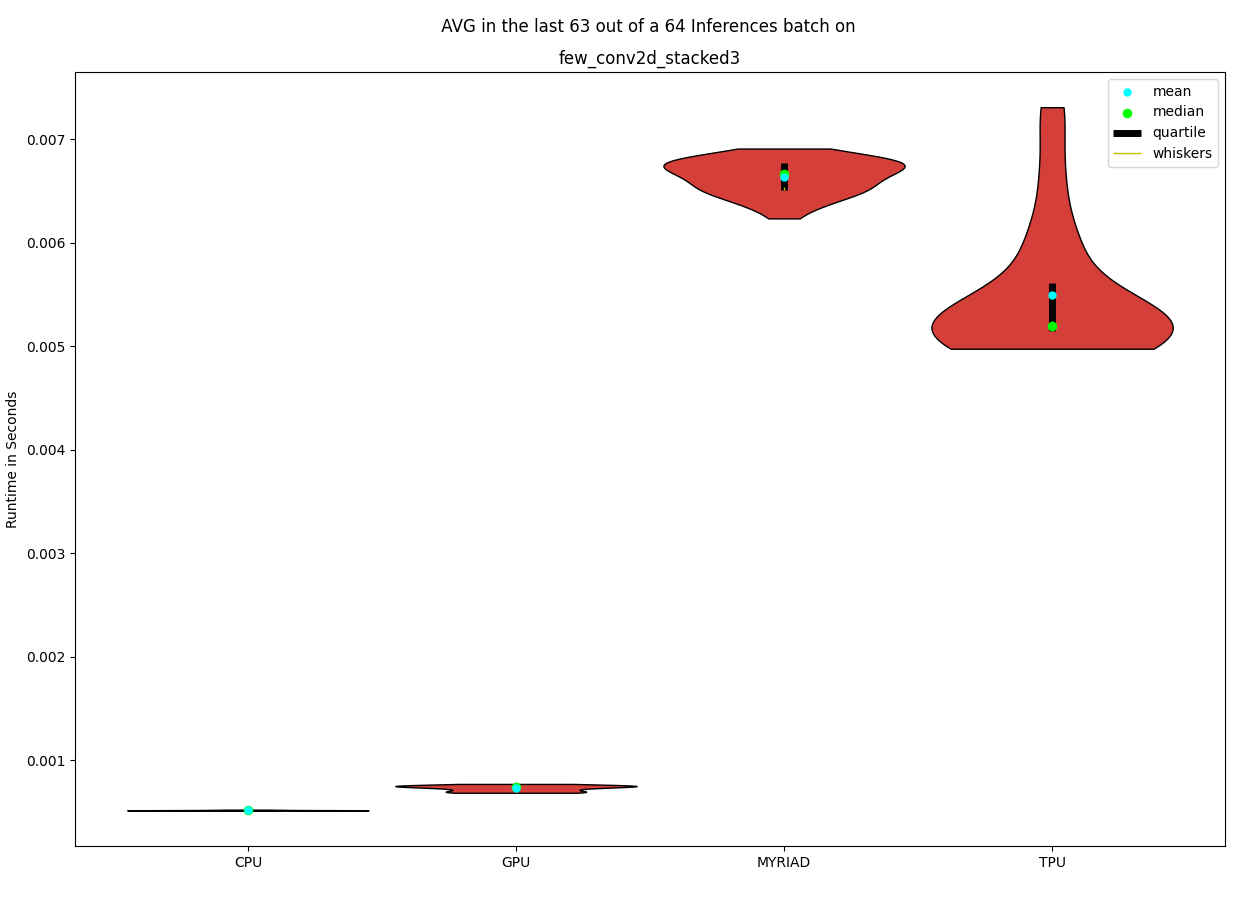 AVG in the last 63 out of a 64 Inferences batch on
few_conv2d_stacked3
mean
median
quartile
whiskers
Runtime in Seconds
0.007
0.006
0.005
0.004
0.003
0.002
0.001
CPU GPU MYRIAD TPU